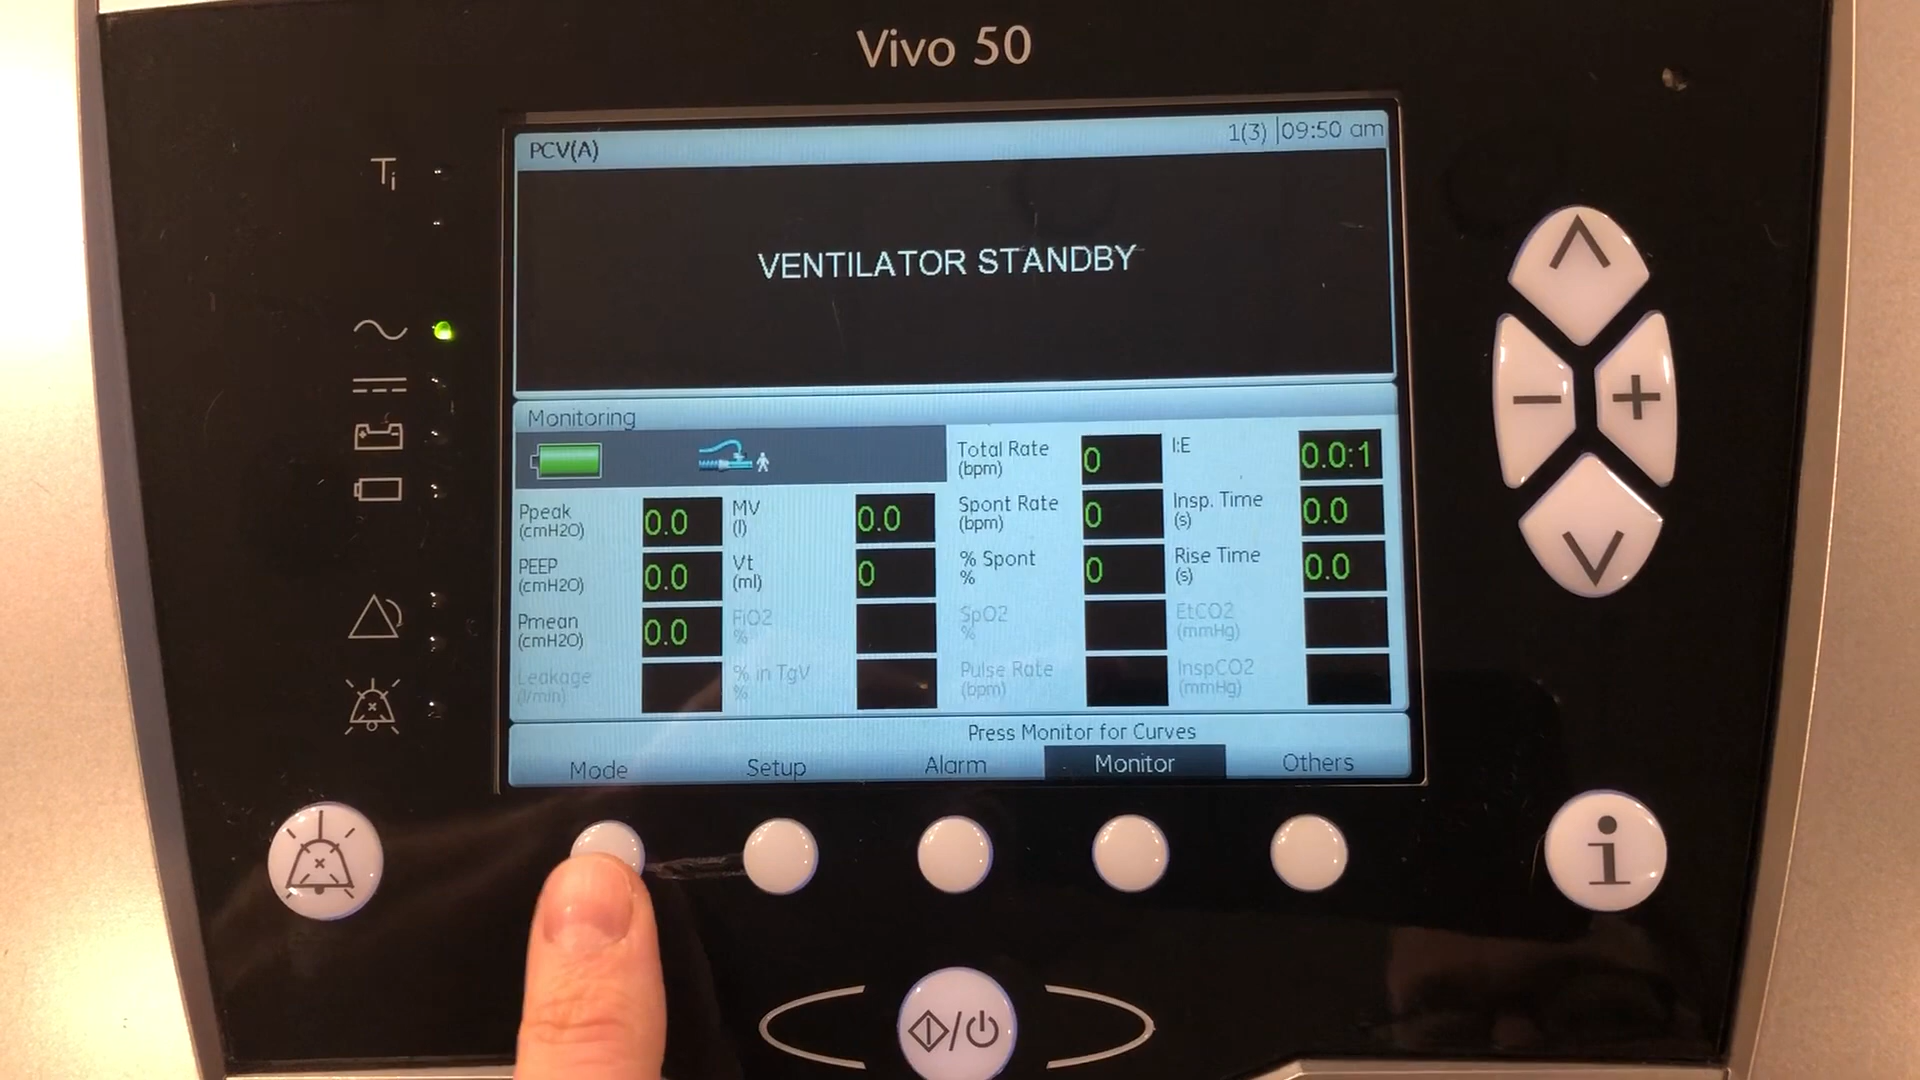 Vivo 50
Ti
PCV(A)
1(3) |09:50 am
VENTILATOR STANDBY
Monitoring
Total Rate (bpm) 0
I:E 0.0:1
Ppeak (cmH2O) 0.0
MV (l) 0.0
Spont Rate (bpm) 0
Insp. Time (s) 0.0
PEEP (cmH2O) 0.0
Vt (ml) 0
% Spont % 0
Rise Time (s) 0.0
Pmean (cmH2O) 0.0
FiO2 %
SpO2 %
EtCO2 (mmHg)
Leakage (l/min)
% in TgV %
Pulse Rate (bpm)
InspCO2 (mmHg)
Press Monitor for Curves
Mode Setup Alarm Monitor Others